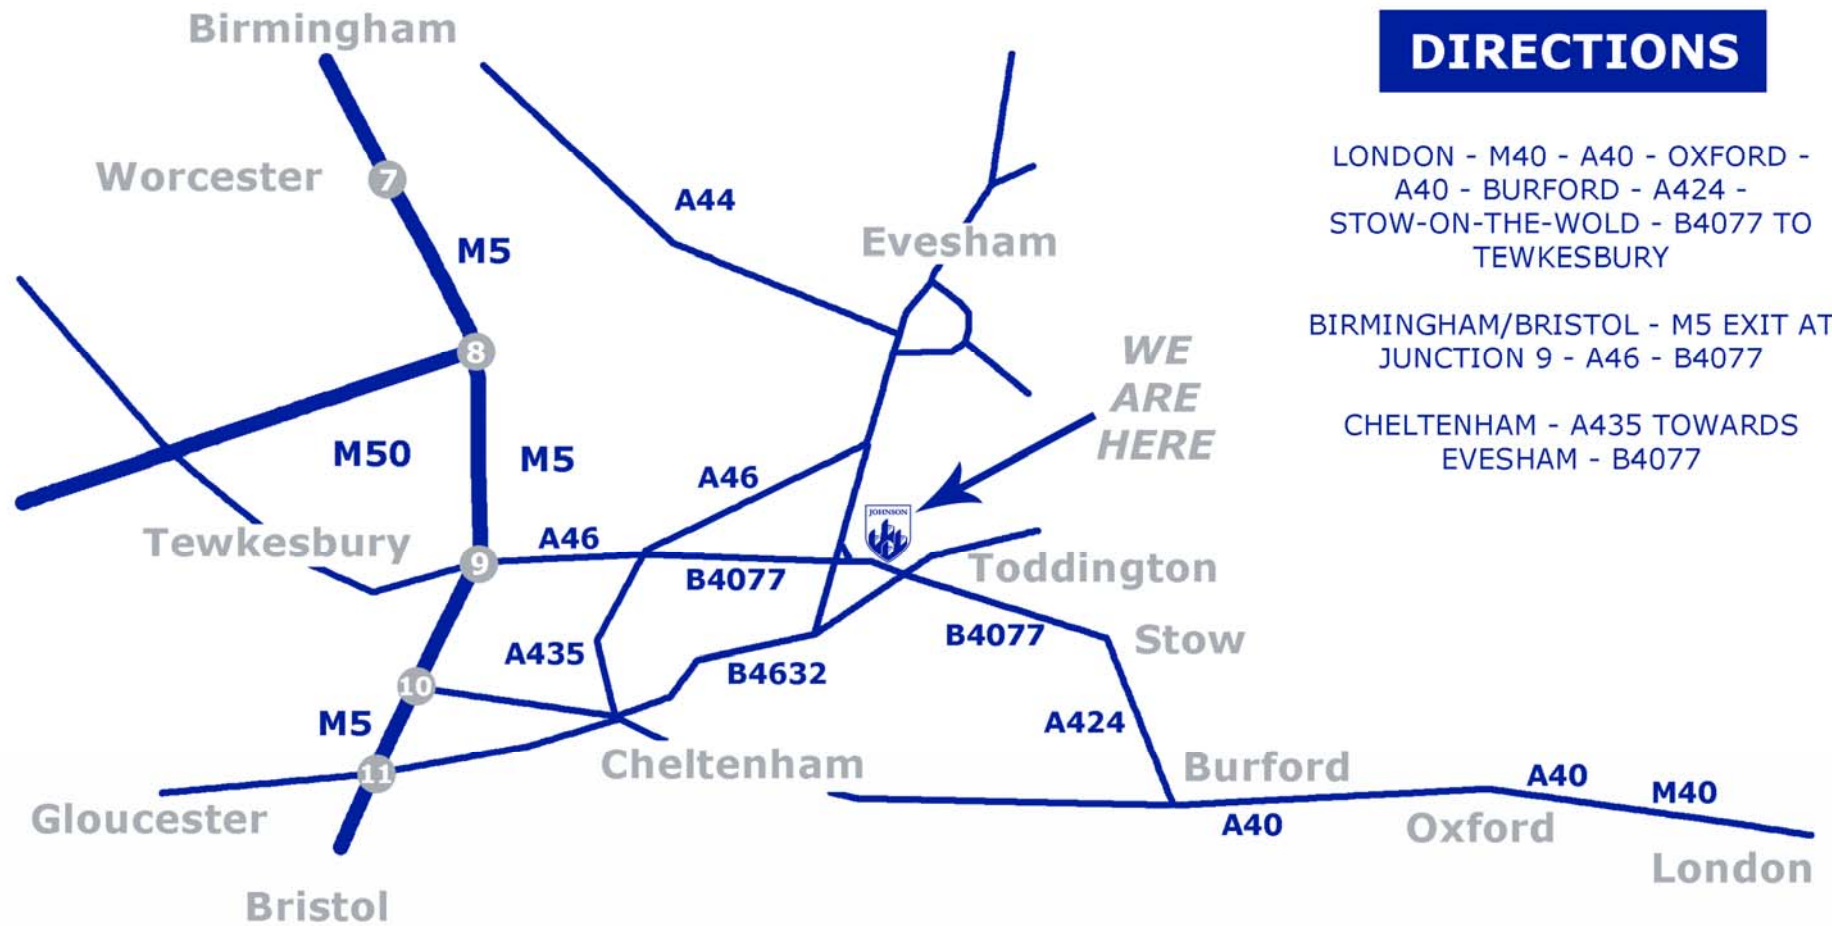 Birmingham
DIRECTIONS
LONDON - M40 - A40 - OXFORD -
A40 - BURFORD - A424 -
STOW-ON-THE-WOLD - B4077 TO
TEWKESBURY
BIRMINGHAM/BRISTOL - M5 EXIT AT
JUNCTION 9 - A46 - B4077
CHELTENHAM - A435 TOWARDS
EVESHAM - B4077
Worcester
7
A44
M5
Evesham
8
WE
ARE
HERE
M50
M5
A46
JOHNSON
Tewkesbury
A46
9
B4077
Toddington
A435
B4077
Stow
B4632
10
M5
A424
11
Cheltenham
Burford
A40
M40
Gloucester
A40
Oxford
London
Bristol